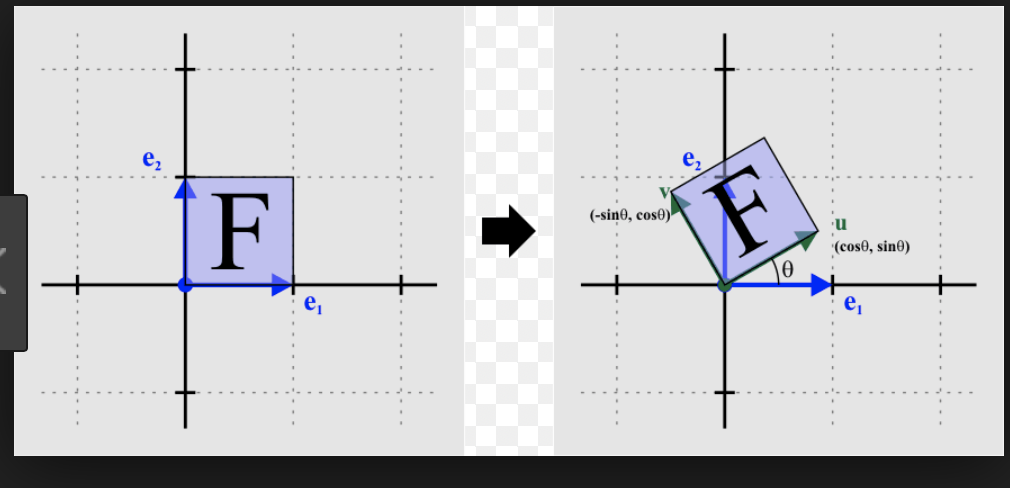 e₂
F
e₁
e₂
v
(-sinθ, cosθ)
F
u
(cosθ, sinθ)
θ
e₁